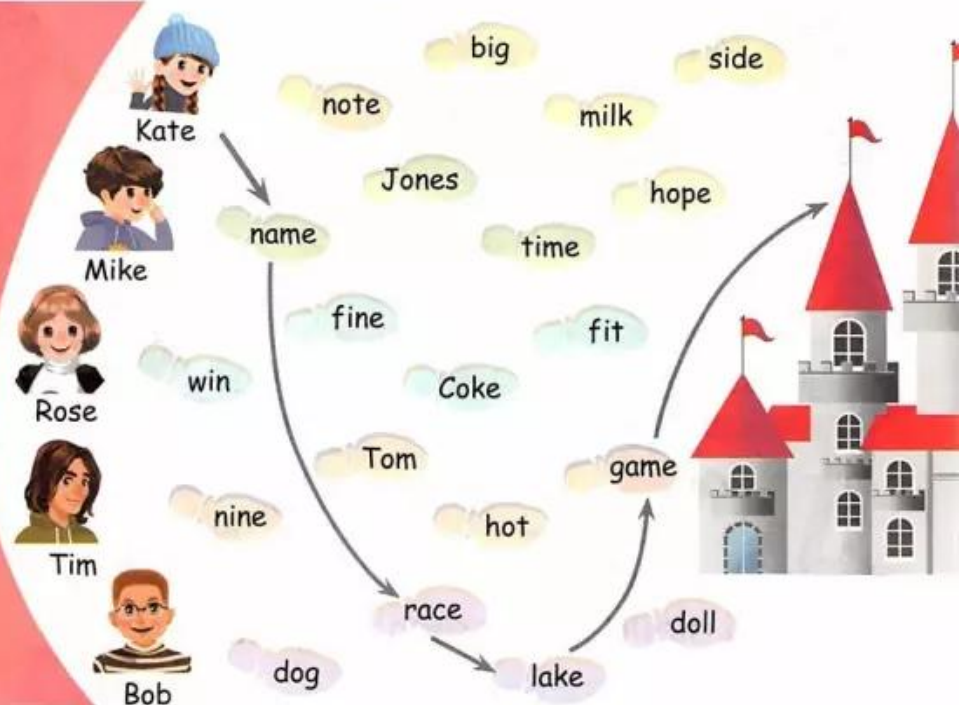 big
side
note
milk
Kate
Jones
hope
name
time
Mike
fine
fit
win
Coke
Rose
Tom
game
nine
hot
Tim
race
doll
dog
lake
Bob